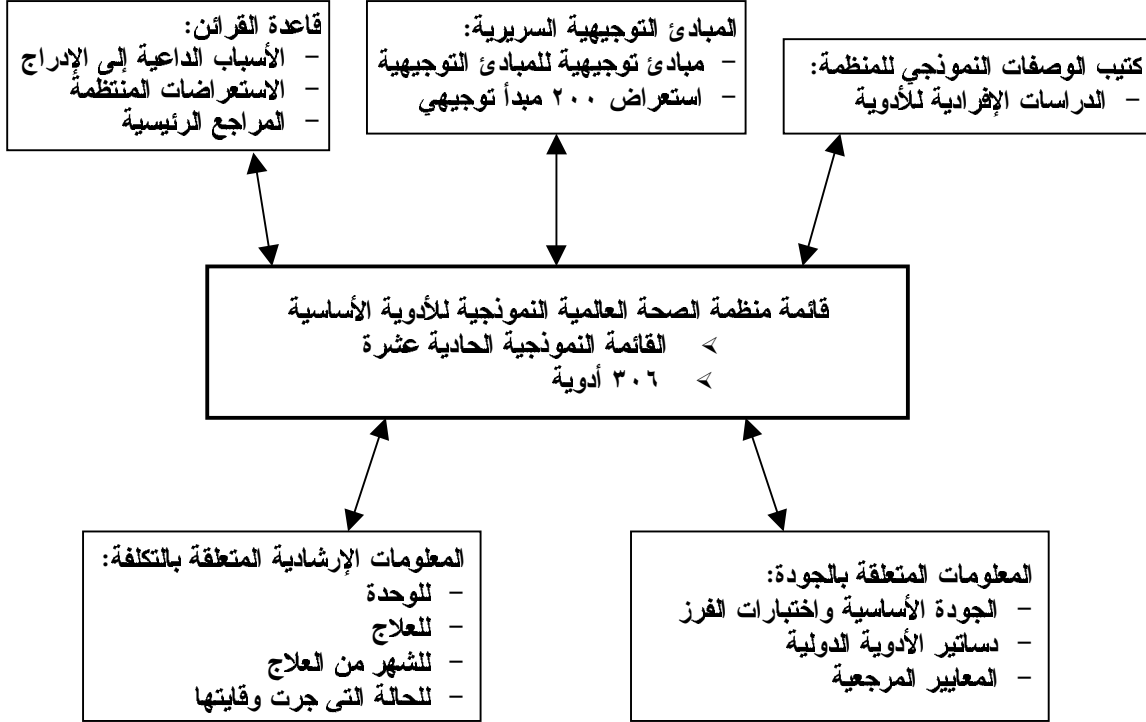 كتيب الوصفات النموذجي للمنظمة:
– الدراسات الإفرادية للأدوية
المبادئ التوجيهية السريرية:
– مبادئ توجيهية للمبادئ التوجيهية
– استعراض ٢٠٠ مبدأ توجيهي
قاعدة القرائن:
– الأسباب الداعية إلى الإدراج
– الاستعراضات المنتظمة
– المراجع الرئيسية
قائمة منظمة الصحة العالمية النموذجية للأدوية الأساسية
➢ القائمة النموذجية الحادية عشرة
➢ ٣٠٦ أدوية
المعلومات المتعلقة بالجودة:
– الجودة الأساسية واختبارات الفرز
– دساتير الأدوية الدولية
– المعايير المرجعية
المعلومات الإرشادية المتعلقة بالتكلفة:
– للوحدة
– للعلاج
– للشهر من العلاج
– للحالة التى جرت وقايتها